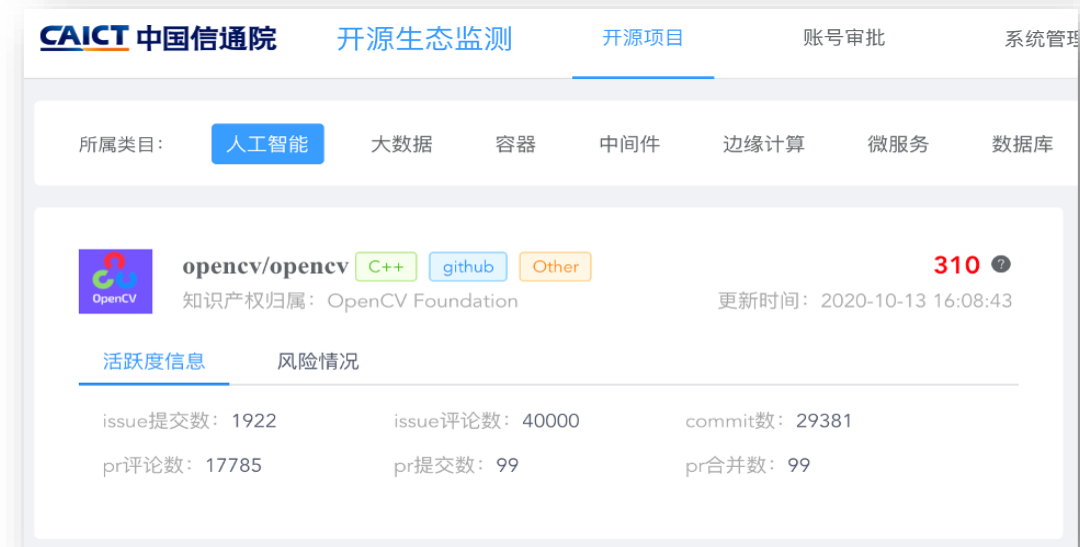 CAICT 中国信通院 开源生态监测 开源项目 账号审批 系统管理
所属类目： 人工智能 大数据 容器 中间件 边缘计算 微服务 数据库
opencv/opencv C++ github Other 310 ?
OpenCV 知识产权归属：OpenCV Foundation 更新时间：2020-10-13 16:08:43
活跃度信息 风险情况
issue提交数：1922 issue评论数：40000 commit数：29381
pr评论数：17785 pr提交数：99 pr合并数：99